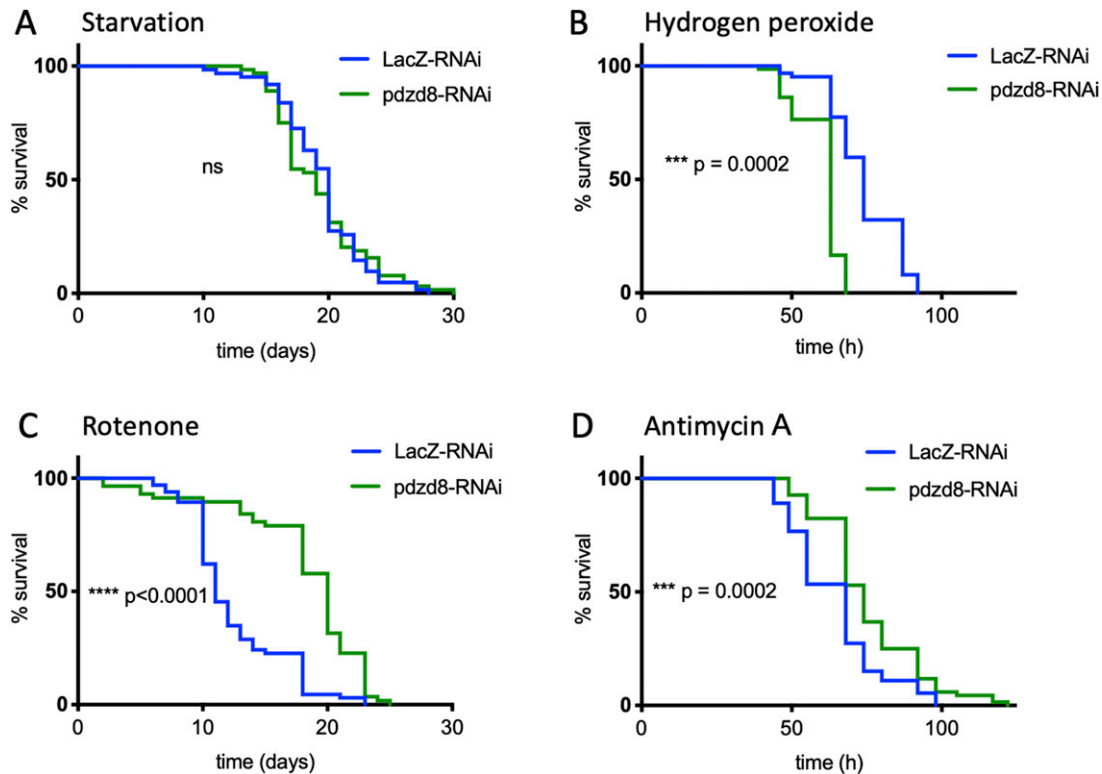 A Starvation
LacZ-RNAi
pdzd8-RNAi
% survival
100
50
0
ns
0 10 20 30
time (days)
B Hydrogen peroxide
LacZ-RNAi
pdzd8-RNAi
% survival
100
50
0
*** p = 0.0002
0 50 100
time (h)
C Rotenone
LacZ-RNAi
pdzd8-RNAi
% survival
100
50
0
**** p<0.0001
0 10 20 30
time (days)
D Antimycin A
LacZ-RNAi
pdzd8-RNAi
% survival
100
50
0
*** p = 0.0002
0 50 100
time (h)